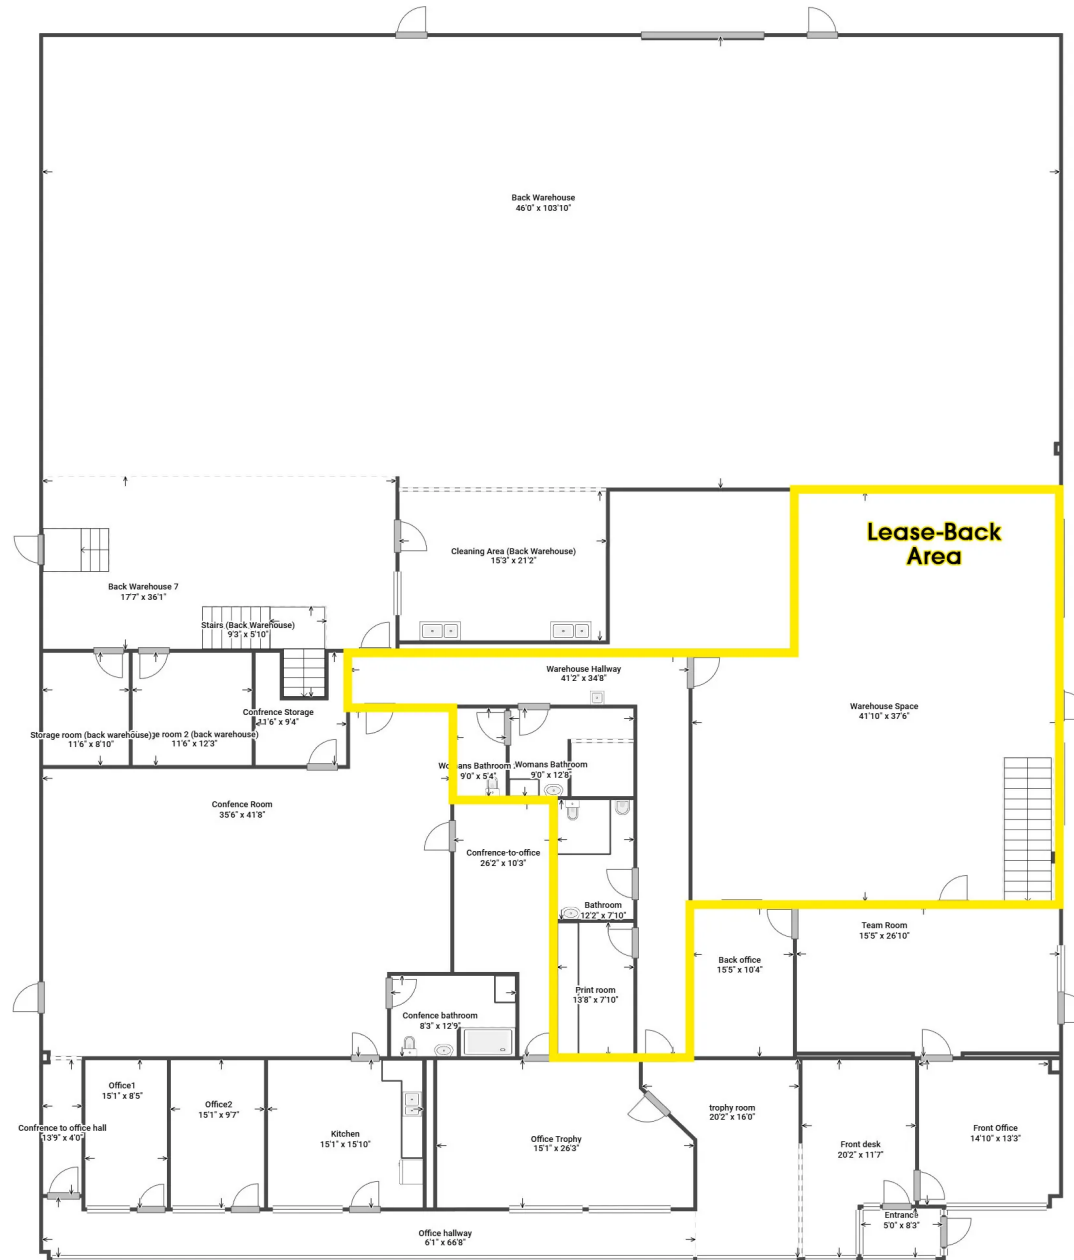 Back Warehouse
46'0" x 103'10"
Lease-Back
Area
Cleaning Area (Back Warehouse)
15'3" x 21'2"
Back Warehouse 7
17'7" x 36'1"
Stairs (Back Warehouse)
9'3" x 5'10"
Warehouse Hallway
41'2" x 34'8"
Confrence Storage
11'6" x 9'4"
Warehouse Space
41'10" x 37'6"
Storage room (back warehouse)
11'6" x 8'10"
room 2 (back warehouse)
11'6" x 12'3"
Womans Bathroom
9'0" x 5'4"
Womans Bathroom
9'0" x 12'8"
Confence Room
35'6" x 41'8"
Confrence-to-office
26'2" x 10'3"
Bathroom
12'2" x 7'10"
Team Room
15'5" x 26'10"
Back office
15'5" x 10'4"
Print room
13'8" x 7'10"
Confence bathroom
8'3" x 12'9"
Office1
15'1" x 8'5"
Office2
15'1" x 9'7"
trophy room
20'2" x 16'0"
Confrence to office hall
13'9" x 4'0"
Kitchen
15'1" x 15'10"
Office Trophy
15'1" x 26'3"
Front desk
20'2" x 11'7"
Front Office
14'10" x 13'3"
Entrance
5'0" x 8'3"
Office hallway
6'1" x 66'8"